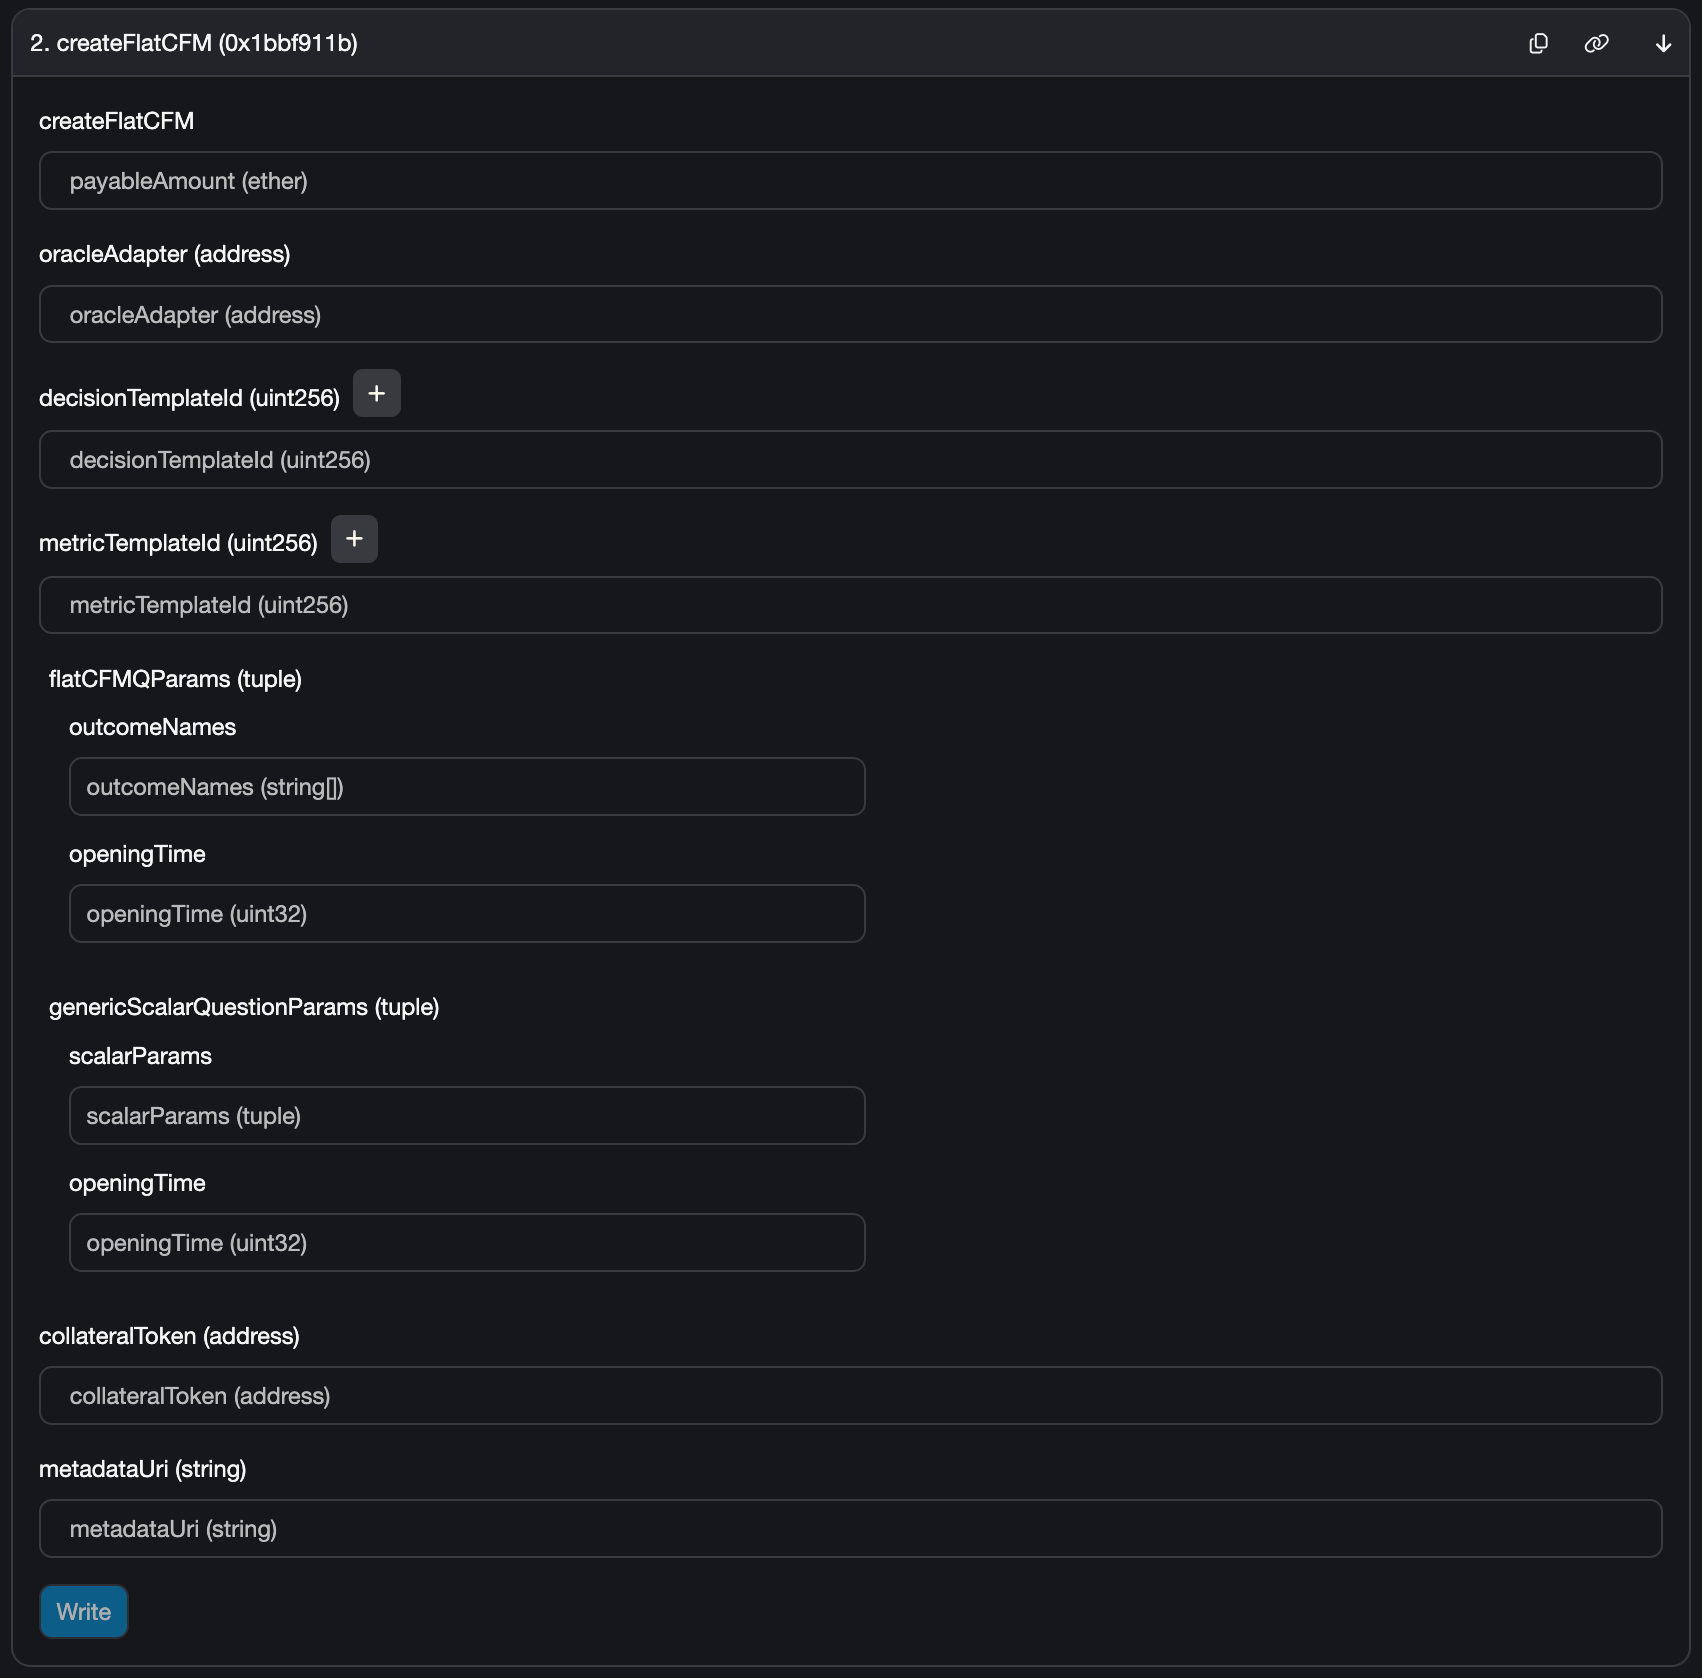 2. createFlatCFM (0x1bbf911b)
createFlatCFM
payableAmount (ether)
oracleAdapter (address)
oracleAdapter (address)
decisionTemplateId (uint256) +
decisionTemplateId (uint256)
metricTemplateId (uint256) +
metricTemplateId (uint256)
flatCFMQParams (tuple)
outcomeNames
outcomeNames (string[])
openingTime
openingTime (uint32)
genericScalarQuestionParams (tuple)
scalarParams
scalarParams (tuple)
openingTime
openingTime (uint32)
collateralToken (address)
collateralToken (address)
metadataUri (string)
metadataUri (string)
Write